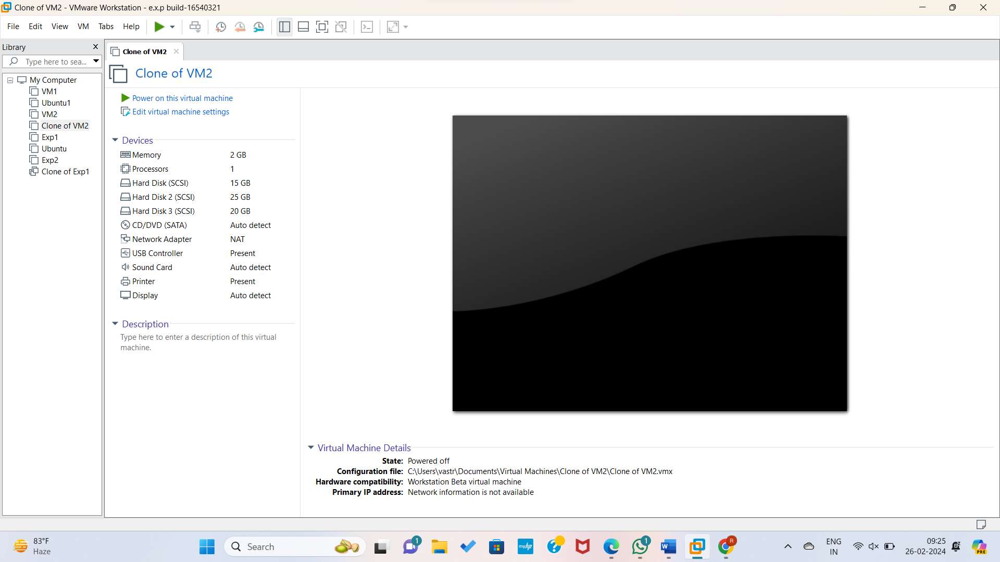 Clone of VM2 - VMware Workstation - e.x.p build-16540321
File Edit View VM Tabs Help
Library
Type here to sea...
My Computer
VM1
Ubuntu1
VM2
Clone of VM2
Exp1
Ubuntu
Exp2
Clone of Exp1
Clone of VM2
Clone of VM2
Power on this virtual machine
Edit virtual machine settings
Devices
Memory 2 GB
Processors 1
Hard Disk (SCSI) 15 GB
Hard Disk 2 (SCSI) 25 GB
Hard Disk 3 (SCSI) 20 GB
CD/DVD (SATA) Auto detect
Network Adapter NAT
USB Controller Present
Sound Card Auto detect
Printer Present
Display Auto detect
Description
Type here to enter a description of this virtual
machine.
Virtual Machine Details
State: Powered off
Configuration file: C:\Users\vastr\Documents\Virtual Machines\Clone of VM2\Clone of VM2.vmx
Hardware compatibility: Workstation Beta virtual machine
Primary IP address: Network information is not available
83°F
Haze
Search
1
myhp
?
1
W
R
ENG
IN
09:25
26-02-2024
PRE